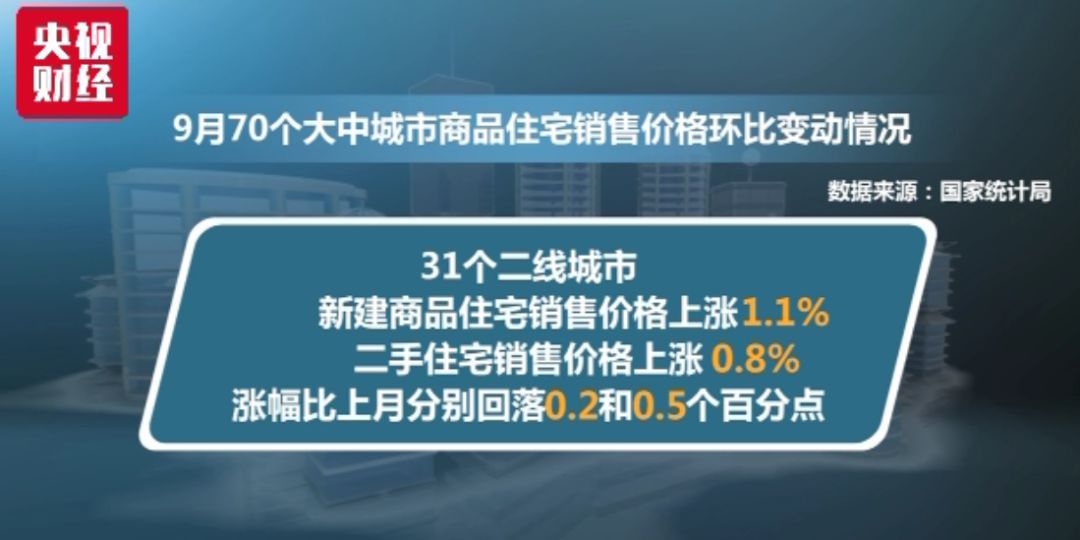 央视
财经
9月70个大中城市商品住宅销售价格环比变动情况
数据来源：国家统计局
31个二线城市
新建商品住宅销售价格上涨1.1%
二手住宅销售价格上涨 0.8%
涨幅比上月分别回落0.2和0.5个百分点